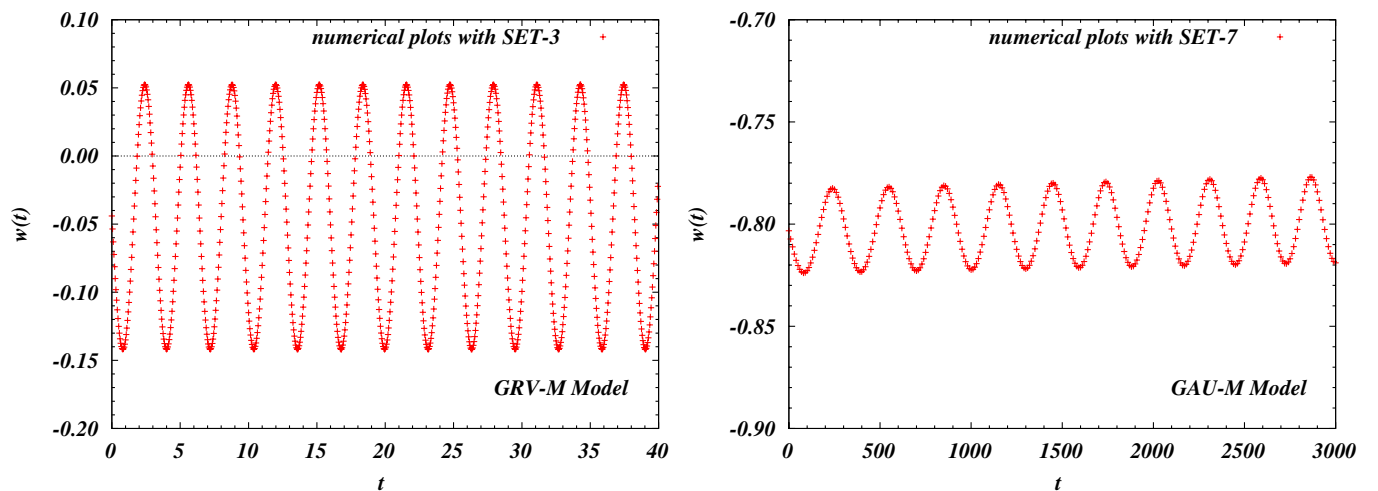 numerical plots with SET-3
0.10
0.05
0.00
-0.05
-0.10
-0.15
-0.20
w(t)
GRV-M Model
0 5 10 15 20 25 30 35 40
t
numerical plots with SET-7
-0.70
-0.75
-0.80
-0.85
-0.90
w(t)
GAU-M Model
0 500 1000 1500 2000 2500 3000
t